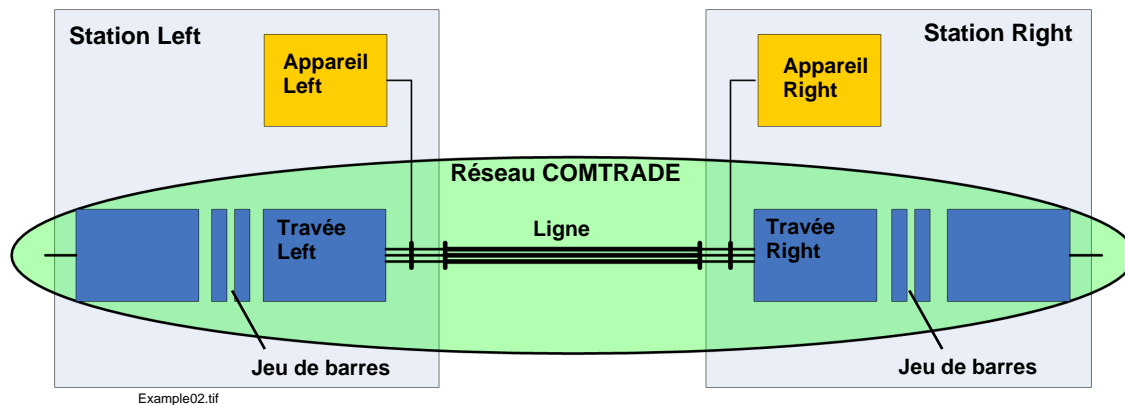 Station Left
Station Right
Appareil
Left
Appareil
Right
Réseau COMTRADE
Travée
Left
Ligne
Travée
Right
Jeu de barres
Jeu de barres
Example02.tif